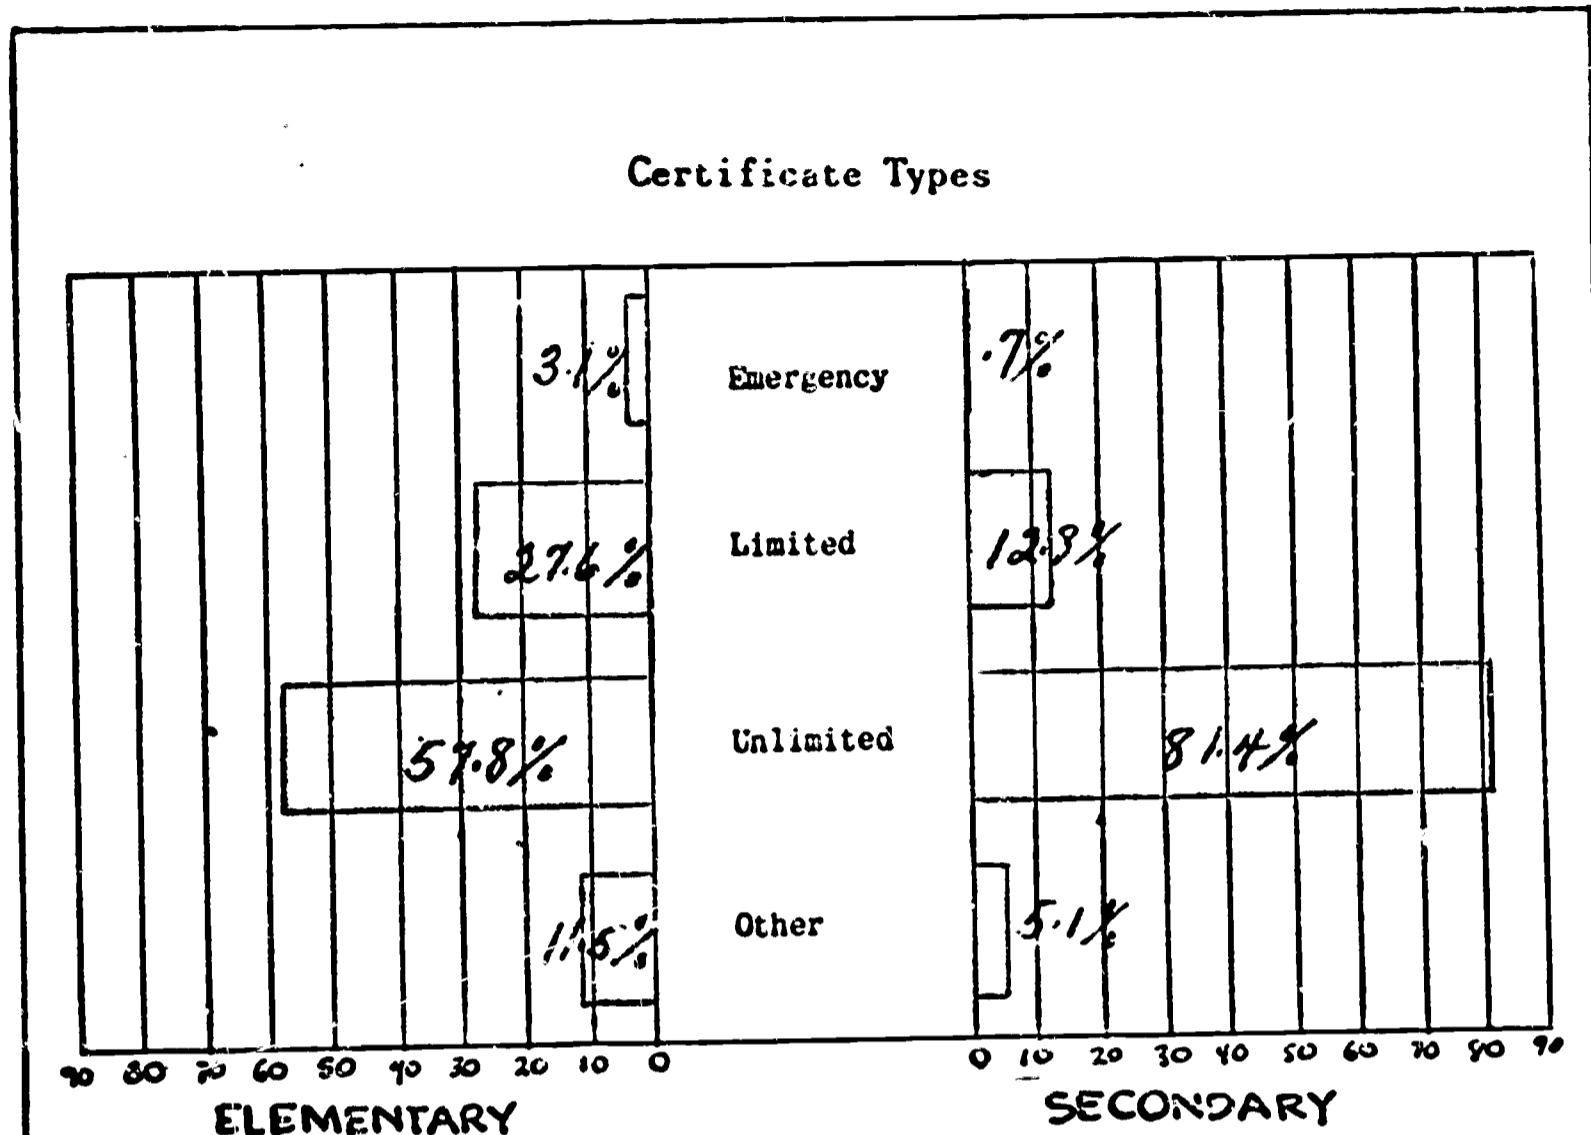 Certificate Types
3.1% Emergency .7%
27.6% Limited 12.3%
57.8% Unlimited 81.4%
11.5% Other 5.1%
90 80 70 60 50 40 30 20 10 0 0 10 20 30 40 50 60 70 80 90
ELEMENTARY SECONDARY